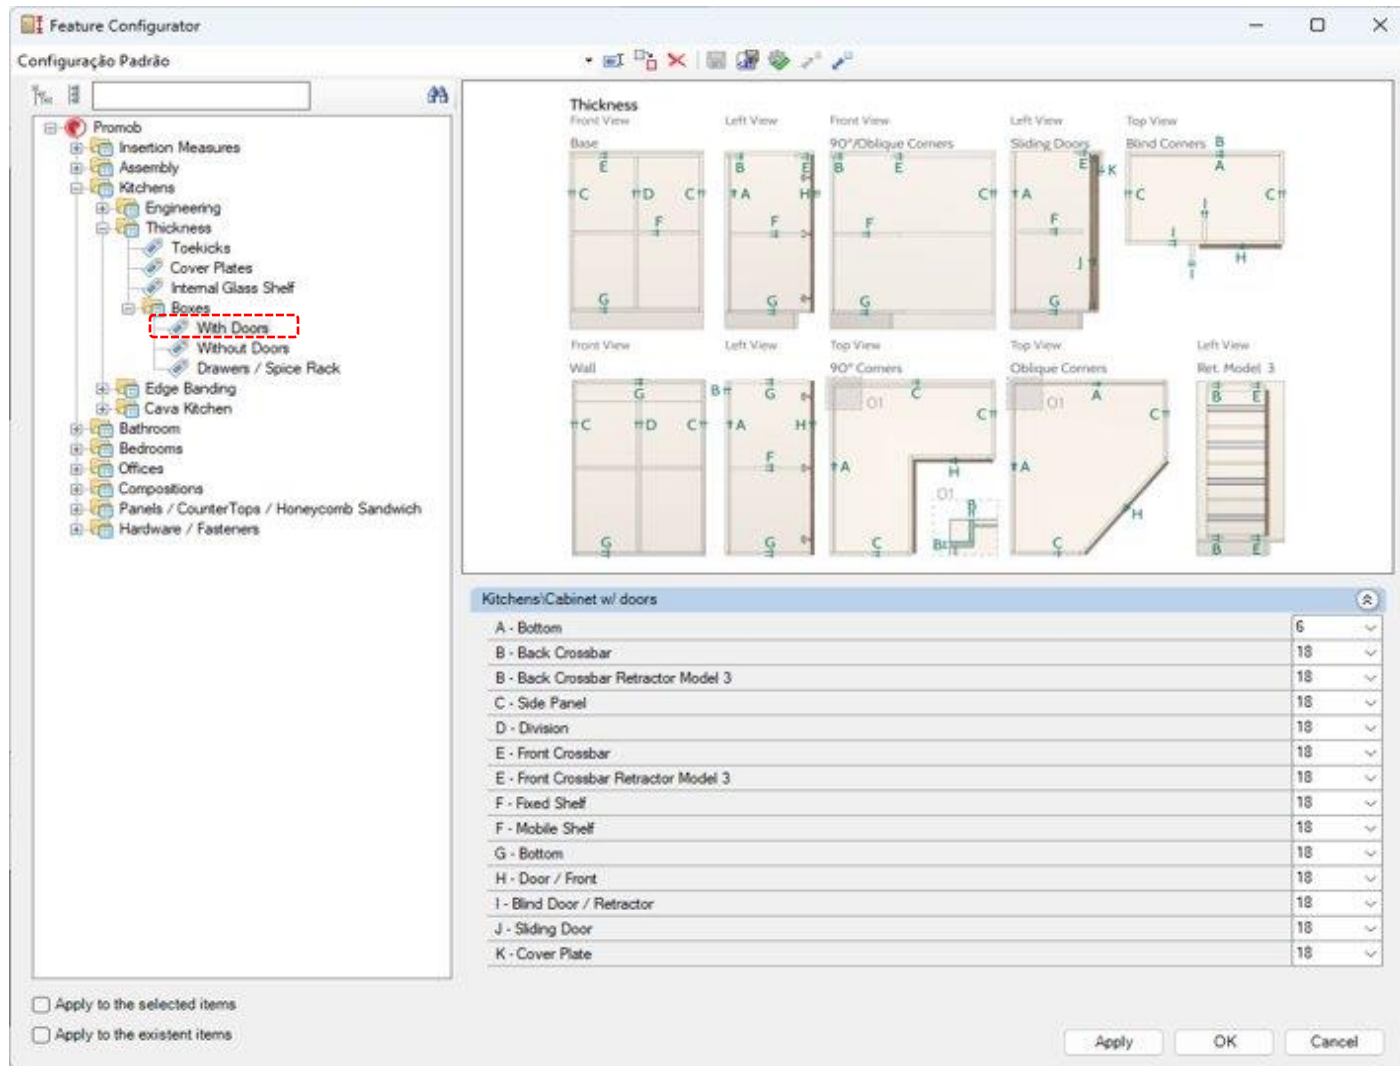 Feature Configurator
Configuração Padrão
Promob
Insertion Measures
Assembly
Kitchens
Engineering
Thickness
Toekicks
Cover Plates
Internal Glass Shelf
Boxes
With Doors
Without Doors
Drawers / Spice Rack
Edge Banding
Cava Kitchen
Bathroom
Bedrooms
Offices
Compositions
Panels / CounterTops / Honeycomb Sandwich
Hardware / Fasteners
Thickness
Front View Left View Front View Left View Top View
Base 90°/Oblique Corners Sliding Doors Blind Corners B
E B E B E E K A
C D C A H C A C C
F F F F I
I H
J I
G G G G
Front View Left View Top View Top View Left View
Wall 90° Corners Oblique Corners Ret. Model 3
G B G O1 C O1 A B E
C D C A H C C
F A H A
O1 B H
G G C B C B E
Kitchens\Cabinet w/ doors
A - Bottom 6
B - Back Crossbar 18
B - Back Crossbar Retractor Model 3 18
C - Side Panel 18
D - Division 18
E - Front Crossbar 18
E - Front Crossbar Retractor Model 3 18
F - Fixed Shelf 18
F - Mobile Shelf 18
G - Bottom 18
H - Door / Front 18
I - Blind Door / Retractor 18
J - Sliding Door 18
K - Cover Plate 18
Apply to the selected items
Apply to the existent items
Apply OK Cancel